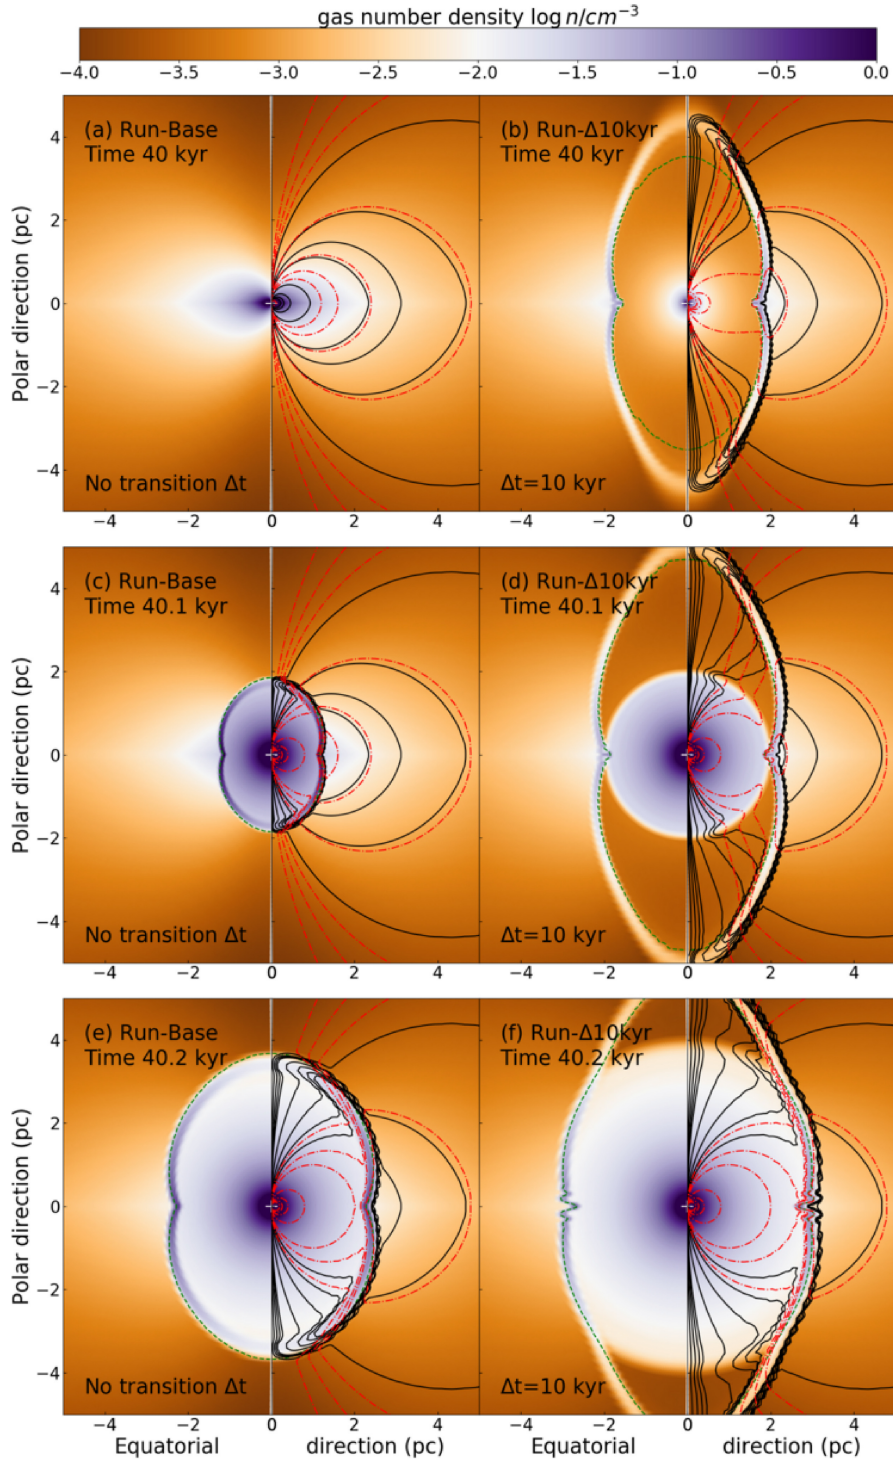 gas number density log n/cm⁻³
−4.0 −3.5 −3.0 −2.5 −2.0 −1.5 −1.0 −0.5 0.0
(a) Run-Base
Time 40 kyr
No transition Δt
(b) Run-Δ10kyr
Time 40 kyr
Δt=10 kyr
Polar direction (pc)
4
2
0
−2
−4
−4 −2 0 2 4 −4 −2 0 2 4
(c) Run-Base
Time 40.1 kyr
No transition Δt
(d) Run-Δ10kyr
Time 40.1 kyr
Δt=10 kyr
Polar direction (pc)
4
2
0
−2
−4
−4 −2 0 2 4 −4 −2 0 2 4
(e) Run-Base
Time 40.2 kyr
No transition Δt
(f) Run-Δ10kyr
Time 40.2 kyr
Δt=10 kyr
Polar direction (pc)
4
2
0
−2
−4
−4 −2 0 2 4 −4 −2 0 2 4
Equatorial direction (pc) Equatorial direction (pc)